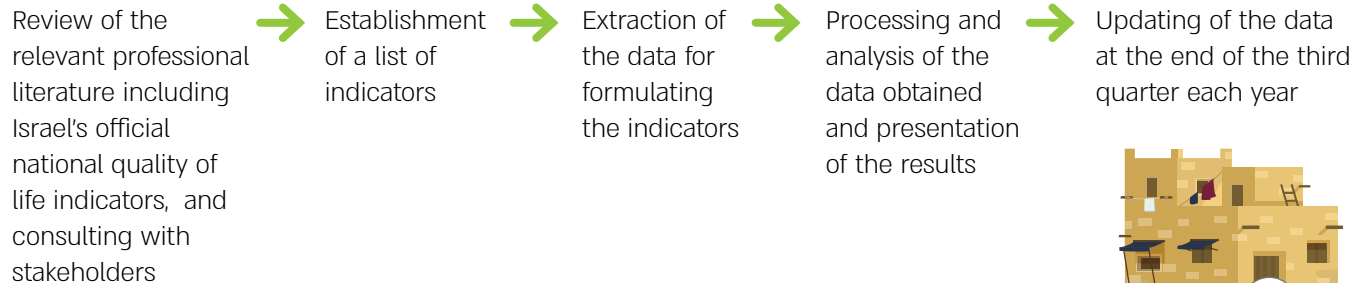 Review of the
relevant professional
literature including
Israel's official
national quality of
life indicators,  and
consulting with
stakeholders
Establishment
of a list of
indicators
Extraction of
the data for
formulating
the indicators
Processing and
analysis of the
data obtained
and presentation
of the results
Updating of the data
at the end of the third
quarter each year